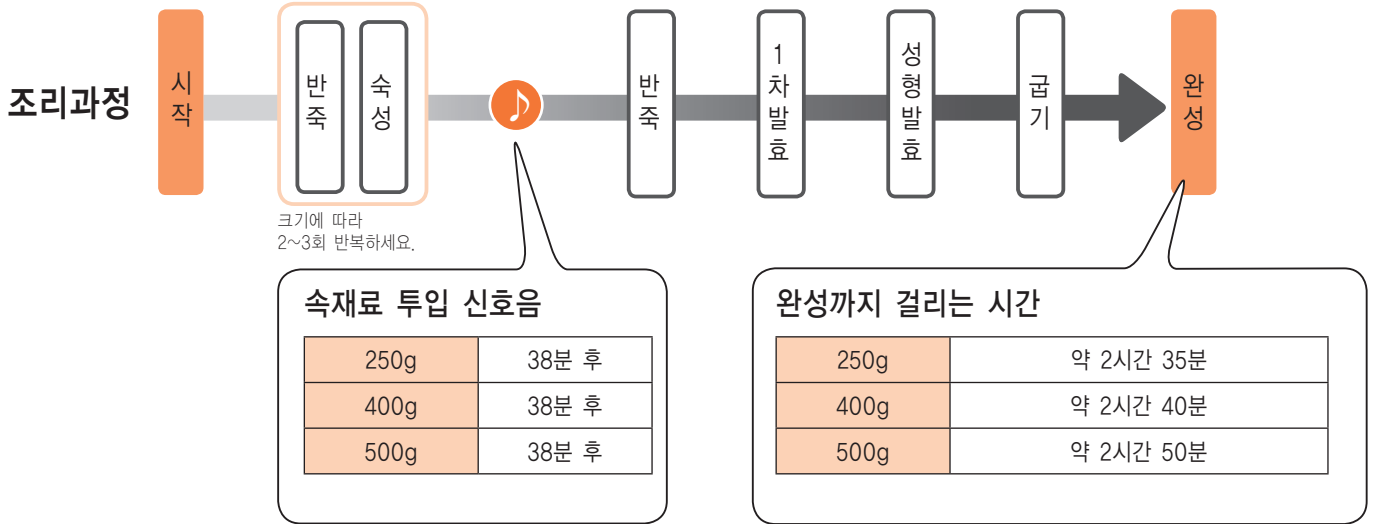 조리과정
시작
반죽
숙성
반죽
1차발효
성형발효
굽기
완성
크기에 따라
2~3회 반복하세요.
속재료 투입 신호음
250g 38분 후
400g 38분 후
500g 38분 후
완성까지 걸리는 시간
250g 약 2시간 35분
400g 약 2시간 40분
500g 약 2시간 50분